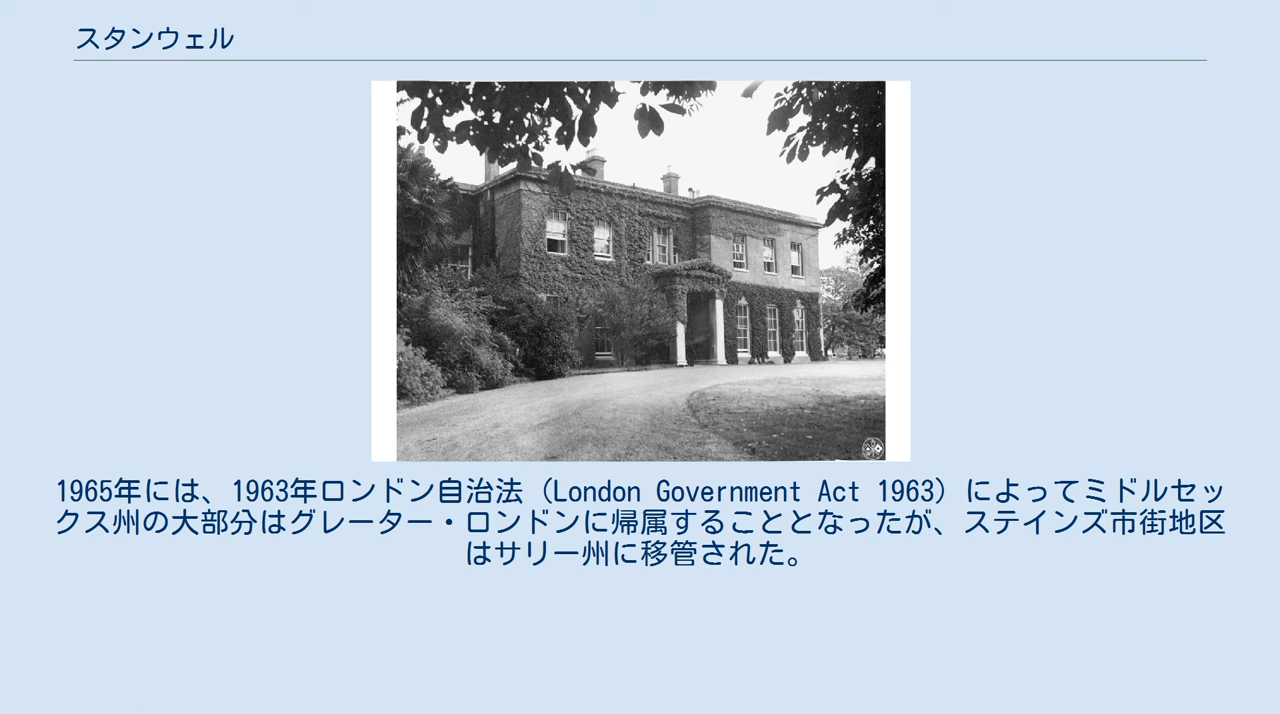 スタンウェル
1965年には、1963年ロンドン自治法（London Government Act 1963）によってミドルセッ
クス州の大部分はグレーター・ロンドンに帰属することとなったが、ステインズ市街地区
はサリー州に移管された。